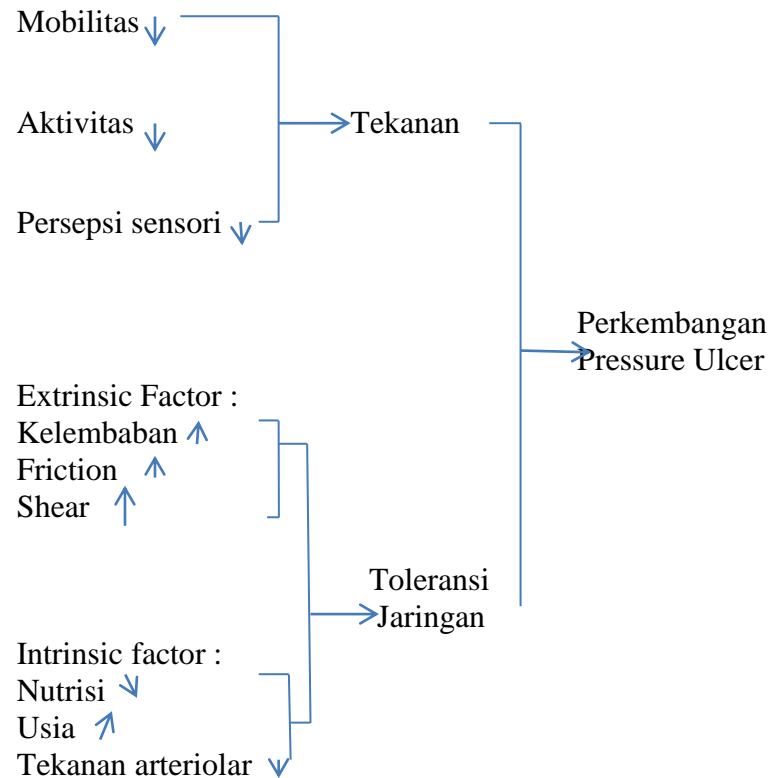 Mobilitas
Aktivitas
Tekanan
Persepsi sensori
Perkembangan
Pressure Ulcer
Extrinsic Factor :
Kelembaban
Friction
Shear
Toleransi
Jaringan
Intrinsic factor :
Nutrisi
Usia
Tekanan arteriolar